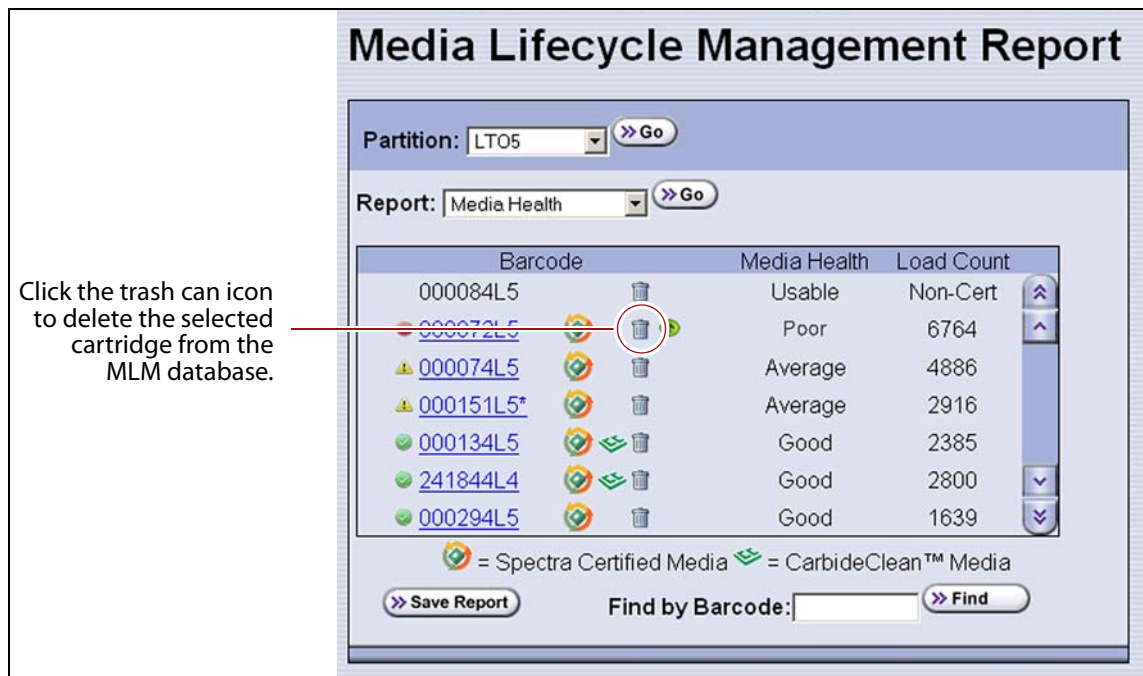 Media Lifecycle Management Report
Partition: LTO5 >> Go
Report: Media Health >> Go
Barcode Media Health Load Count
000084L5 Usable Non-Cert
000072L5 Poor 6764
000074L5 Average 4886
000151L5* Average 2916
000134L5 Good 2385
241844L4 Good 2800
000294L5 Good 1639
= Spectra Certified Media = CarbideClean™ Media
>> Save Report Find by Barcode: >> Find
Click the trash can icon
to delete the selected
cartridge from the
MLM database.